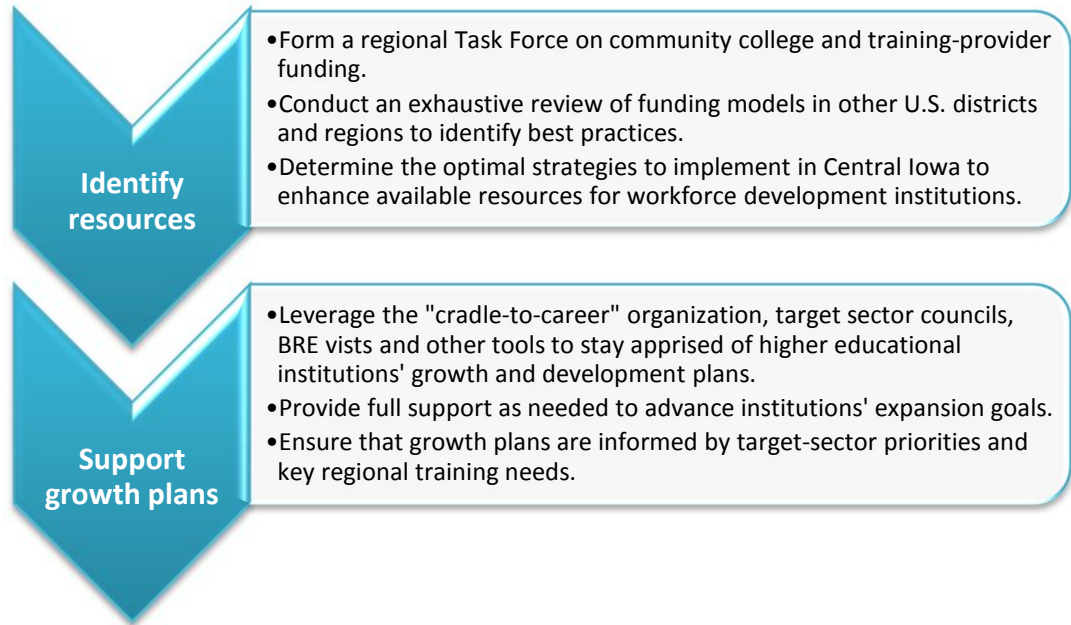 Identify
resources
•Form a regional Task Force on community college and training-provider
funding.
•Conduct an exhaustive review of funding models in other U.S. districts
and regions to identify best practices.
•Determine the optimal strategies to implement in Central Iowa to
enhance available resources for workforce development institutions.
Support
growth plans
•Leverage the "cradle-to-career" organization, target sector councils,
BRE vists and other tools to stay apprised of higher educational
institutions' growth and development plans.
•Provide full support as needed to advance institutions' expansion goals.
•Ensure that growth plans are informed by target-sector priorities and
key regional training needs.